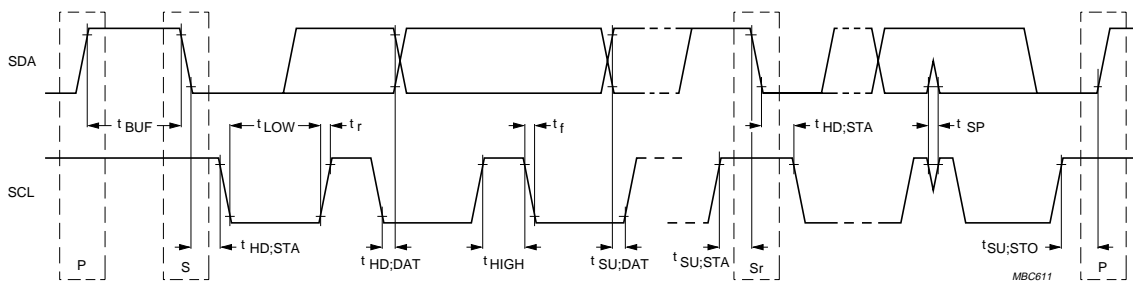 SDA
t BUF
t LOW
t r
t f
t HD;STA
t SP
SCL
t HD;STA
t HD;DAT
t HIGH
t SU;DAT
t SU;STA
t SU;STO
P
S
Sr
MBC611
P